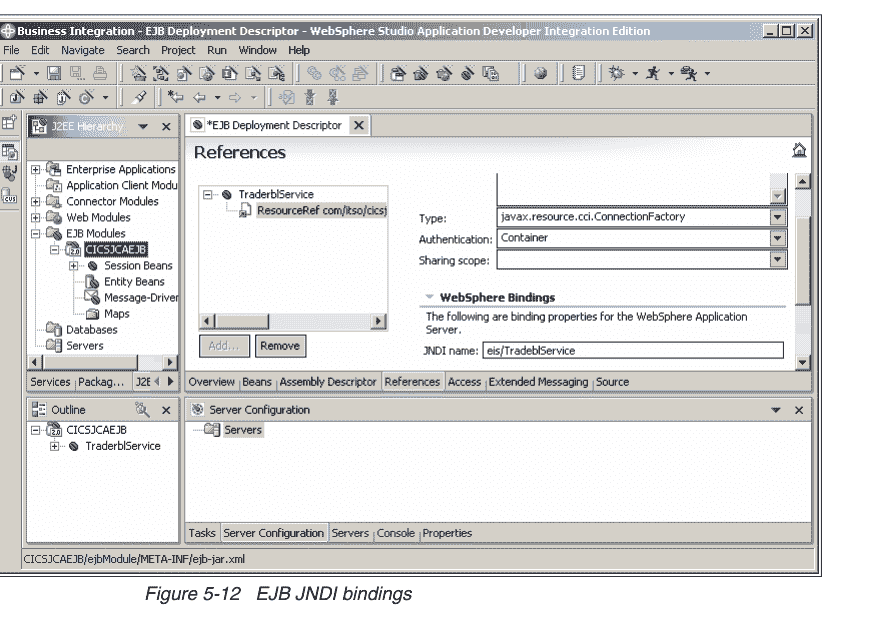 Business Integration - EJB Deployment Descriptor - WebSphere Studio Application Developer Integration Edition
File Edit Navigate Search Project Run Window Help
J2EE Hierarchy
*EJB Deployment Descriptor
References
Enterprise Applications
Application Client Modu
Connector Modules
Web Modules
EJB Modules
CICSJCAEJB
Session Beans
Entity Beans
Message-Driver
Maps
Databases
Servers
Services Packag... J2E
TraderblService
ResourceRef com/itso/cicsj
Add... Remove
Type: javax.resource.cci.ConnectionFactory
Authentication: Container
Sharing scope:
WebSphere Bindings
The following are binding properties for the WebSphere Application
Server.
JNDI name: eis/TradeblService
Overview Beans Assembly Descriptor References Access Extended Messaging Source
Outline
CICSJCAEJB
TraderblService
Server Configuration
Servers
Tasks Server Configuration Servers Console Properties
CICSJCAEJB/ejbModule/META-INF/ejb-jar.xml
Figure 5-12 EJB JNDI bindings